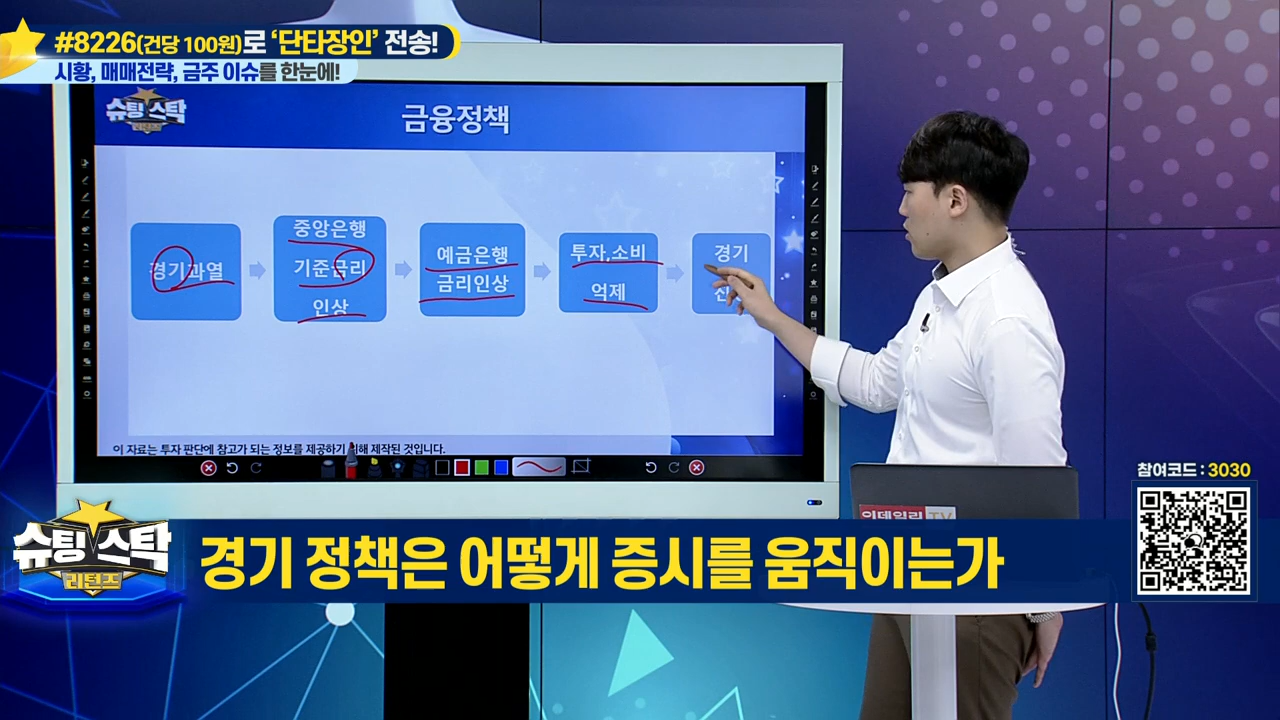 #8226(건당 100원)로 '단타장인' 전송!
시황, 매매전략, 금주 이슈를 한눈에!
슈팅 스탁
리턴즈
금융정책
경기과열
중앙은행
기준금리
인상
예금은행
금리인상
투자,소비
억제
경기
이 자료는 투자 판단에 참고가 되는 정보를 제공하기 위해 제작된 것입니다.
참여코드 : 3030
이데일리 TV
슈팅 스탁
리턴즈
경기 정책은 어떻게 증시를 움직이는가